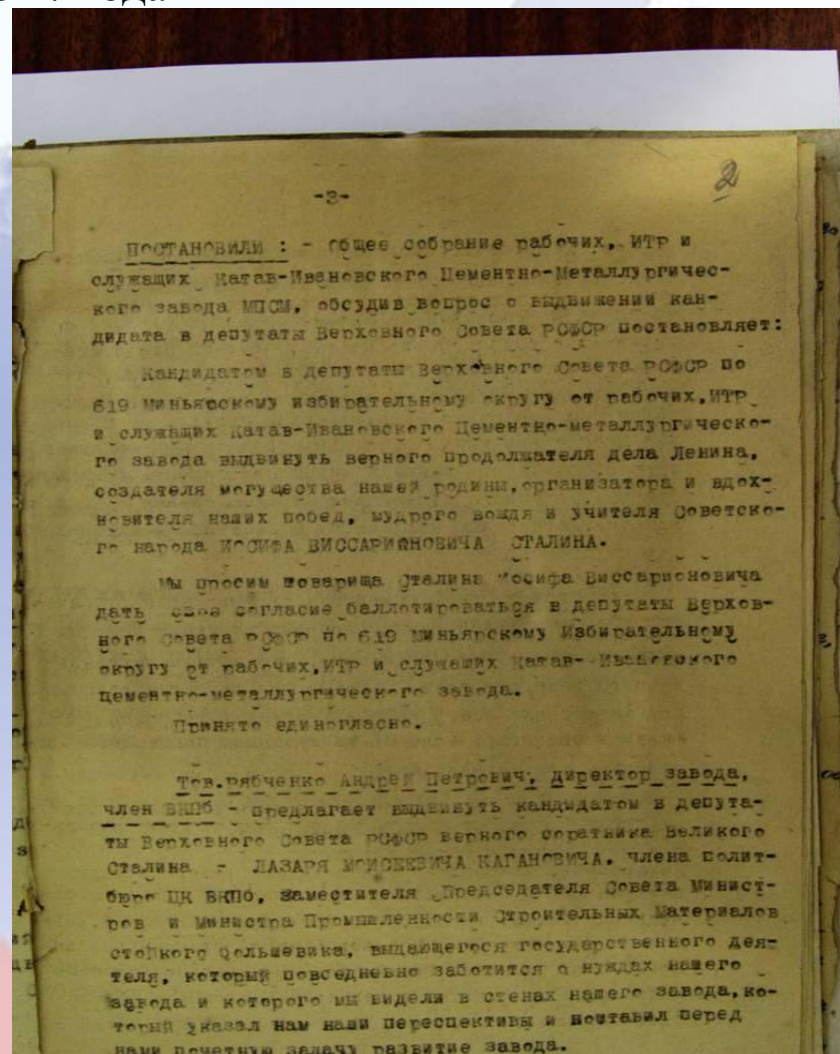 -3-
2
ПОСТАНОВИЛИ : - Общее собрание рабочих, ИТР и
служащих Катав-Ивановского Цементно-Металлургичес-
кого завода МПСМ, обсудив вопрос о выдвижении кан-
дидата в депутаты Верховного Совета РСФСР постановляет:
Кандидатом в депутаты Верховного Совета РСФСР по
619 Миньярскому избирательному округу от рабочих,ИТР
и служащих Катав-Ивановского Цементно-металлургическо-
го завода выдвинуть верного продолжателя дела Ленина,
создателя могущества нашей родины,организатора и вдох-
новителя наших побед, мудрого вождя и учителя Советско-
го народа ИОСИФА ВИССАРИОНОВИЧА СТАЛИНА.
Мы просим товарища Сталина Иосифа Виссарионовича
дать свое согласие баллотироваться в депутаты Верхов-
ного Совета РСФСР по 619 Миньярскому Избирательному
округу от рабочих,ИТР и служащих Катав- Ивановского
цементно-металлургического завода.
Принято единогласно.
Тов.Рябченко Андрей Петрович, директор завода,
член ВКПб - предлагает выдвинуть кандидатом в депута-
ты Верховного Совета РСФСР верного соратника Великого
Сталина - ЛАЗАРЯ МОИСЕЕВИЧА КАГАНОВИЧА, члена полит-
бюро ЦК ВКПб, заместителя Председателя Совета Минист-
ров и Министра Промышленности Строительных Материалов
стойкого большевика, выдающегося государственного дея-
теля, который повседневно заботится о нуждах нашего
завода и которого мы видели в стенах нашего завода,ко-
торый указал нам наши переспективы и поставил перед
нами почетную задачу развитие завода.